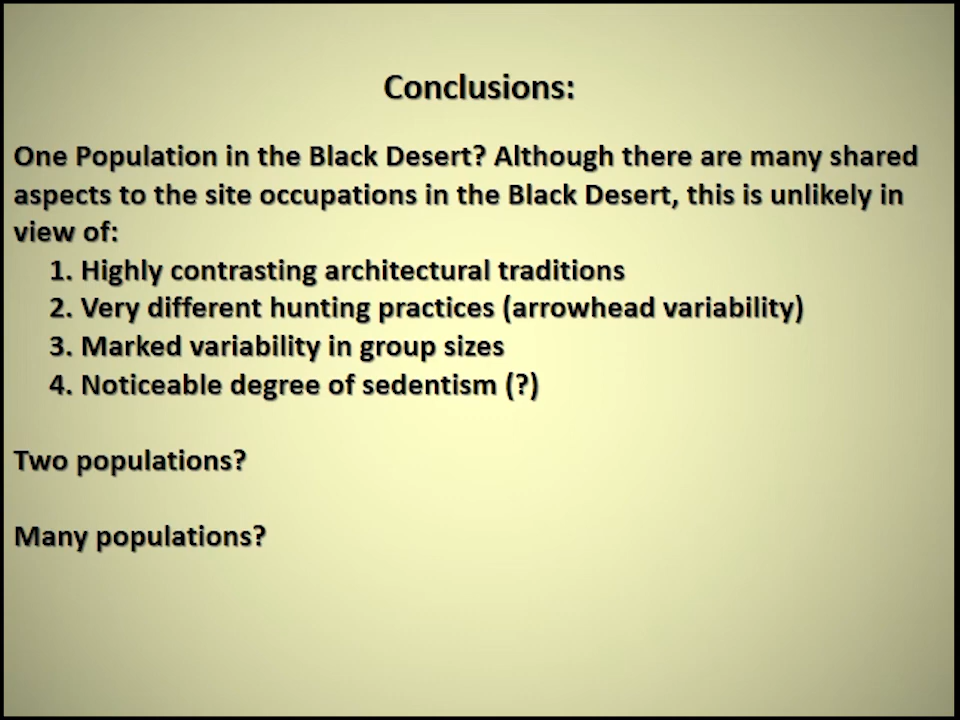 Conclusions:
One Population in the Black Desert? Although there are many shared
aspects to the site occupations in the Black Desert, this is unlikely in
view of:
1. Highly contrasting architectural traditions
2. Very different hunting practices (arrowhead variability)
3. Marked variability in group sizes
4. Noticeable degree of sedentism (?)
Two populations?
Many populations?